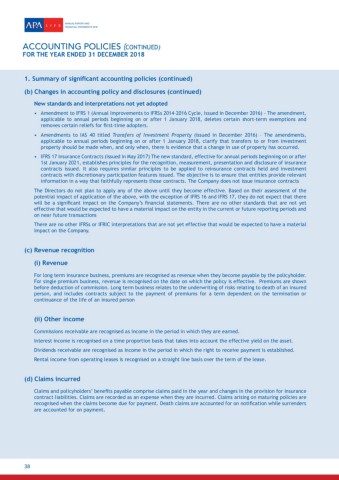 APA LIFE
ANNUAL REPORT AND
FINANCIAL STATEMENTS 2018
ACCOUNTING POLICIES (CONTINUED)
FOR THE YEAR ENDED 31 DECEMBER 2018
1. Summary of significant accounting policies (continued)
(b) Changes in accounting policy and disclosures (continued)
New standards and interpretations not yet adopted
• Amendment to IFRS 1 (Annual Improvements to IFRSs 2014-2016 Cycle, issued in December 2016) - The amendment,
applicable to annual periods beginning on or after 1 January 2018, deletes certain short-term exemptions and
removes certain reliefs for first-time adopters.
• Amendments to IAS 40 titled Transfers of Investment Property (issued in December 2016) - The amendments,
applicable to annual periods beginning on or after 1 January 2018, clarify that transfers to or from investment
property should be made when, and only when, there is evidence that a change in use of property has occurred.
• IFRS 17 Insurance Contracts (issued in May 2017) The new standard, effective for annual periods beginning on or after
1st January 2021, establishes principles for the recognition, measurement, presentation and disclosure of insurance
contracts issued. It also requires similar principles to be applied to reinsurance contracts held and investment
contracts with discretionary participation features issued. The objective is to ensure that entities provide relevant
information in a way that faithfully represents those contracts. The Company does not issue insurance contracts
The Directors do not plan to apply any of the above until they become effective. Based on their assessment of the
potential impact of application of the above, with the exception of IFRS 16 and IFRS 17, they do not expect that there
will be a significant impact on the Company's financial statements. There are no other standards that are not yet
effective that would be expected to have a material impact on the entity in the current or future reporting periods and
on near future transactions
There are no other IFRSs or IFRIC interpretations that are not yet effective that would be expected to have a material
impact on the Company.
(c) Revenue recognition
(i) Revenue
For long term insurance business, premiums are recognised as revenue when they become payable by the policyholder.
For single premium business, revenue is recognised on the date on which the policy is effective. Premiums are shown
before deduction of commission. Long term business relates to the underwriting of risks relating to death of an insured
person, and includes contracts subject to the payment of premiums for a term dependent on the termination or
continuance of the life of an insured person
(ii) Other income
Commissions receivable are recognised as income in the period in which they are earned.
Interest income is recognised on a time proportion basis that takes into account the effective yield on the asset.
Dividends receivable are recognised as income in the period in which the right to receive payment is established.
Rental income from operating leases is recognised on a straight line basis over the term of the lease.
(d) Claims incurred
Claims and policyholders' benefits payable comprise claims paid in the year and changes in the provision for insurance
contract liabilities. Claims are recorded as an expense when they are incurred. Claims arising on maturing policies are
recognised when the claims become due for payment. Death claims are accounted for on notification while surrenders
are accounted for on payment.
38